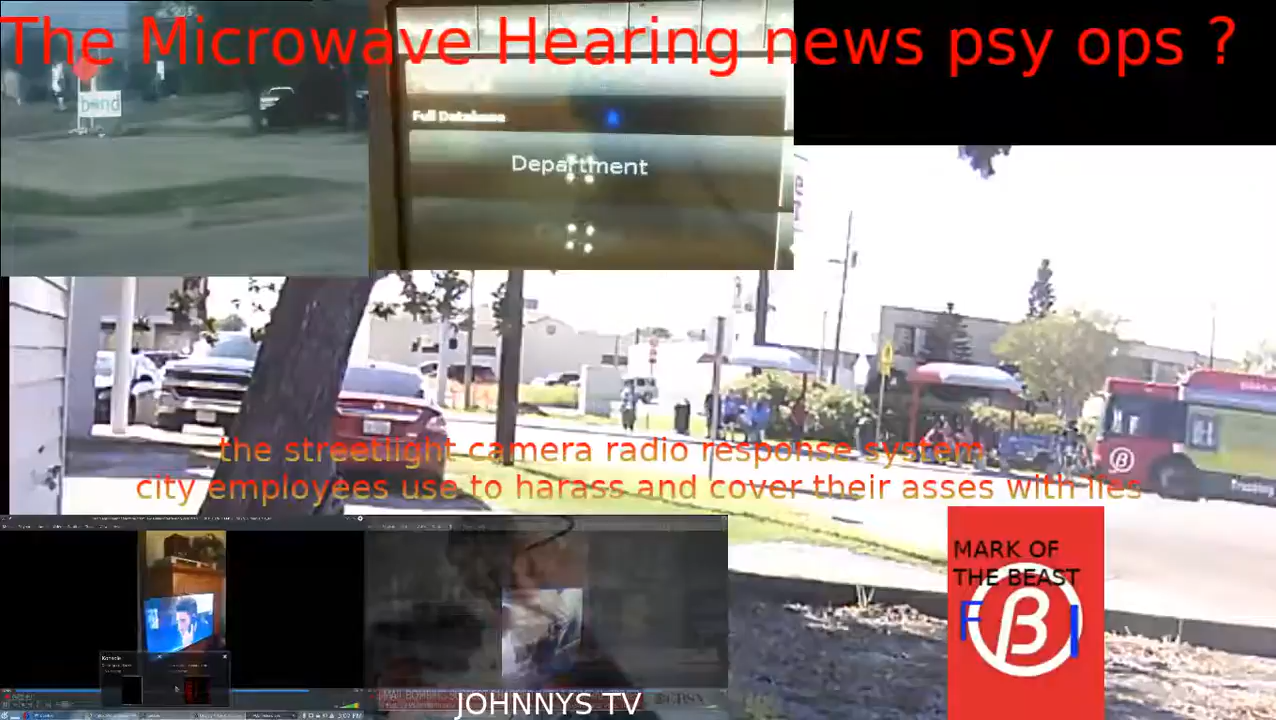 The Microwave Hearing news psy ops ?
bond
Full Database
Department
the streetlight camera radio response system
city employees use to harass and cover their asses with lies
MARK OF
THE BEAST
F β I
Konsole
JOHNNYS TV